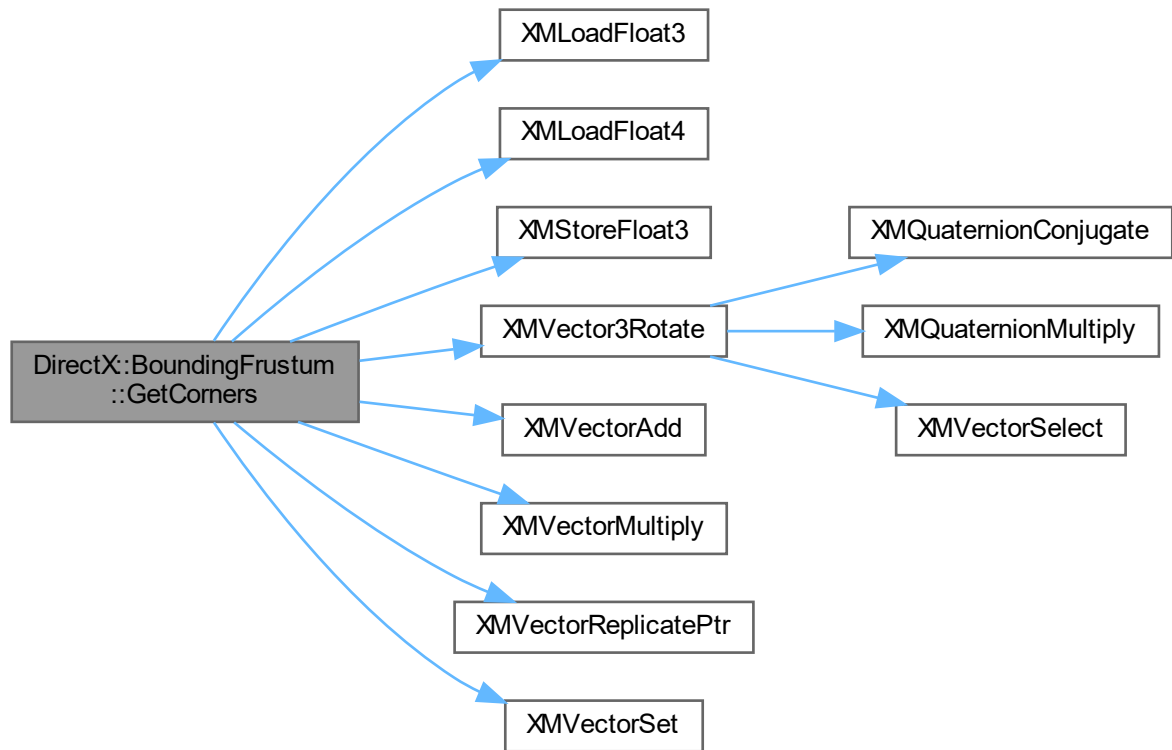 DirectX::BoundingFrustum
::GetCorners
XMLoadFloat3
XMLoadFloat4
XMStoreFloat3
XMVector3Rotate
XMVectorAdd
XMVectorMultiply
XMVectorReplicatePtr
XMVectorSet
XMQuaternionConjugate
XMQuaternionMultiply
XMVectorSelect